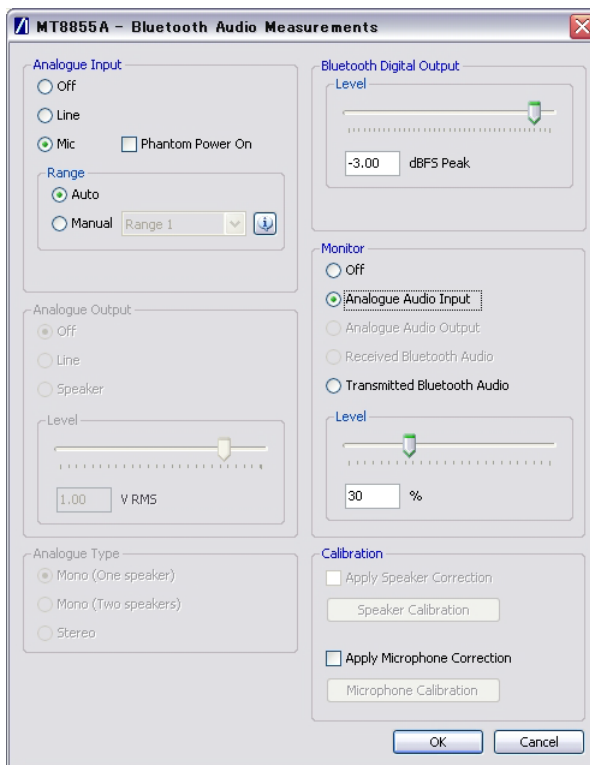 MT8855A - Bluetooth Audio Measurements
Analogue Input
Off
Line
Mic
Phantom Power On
Range
Auto
Manual
Range 1
Analogue Output
Off
Line
Speaker
Level
1.00 V RMS
Analogue Type
Mono (One speaker)
Mono (Two speakers)
Stereo
Bluetooth Digital Output
Level
-3.00 dBFS Peak
Monitor
Off
Analogue Audio Input
Analogue Audio Output
Received Bluetooth Audio
Transmitted Bluetooth Audio
Level
30 %
Calibration
Apply Speaker Correction
Speaker Calibration
Apply Microphone Correction
Microphone Calibration
OK
Cancel